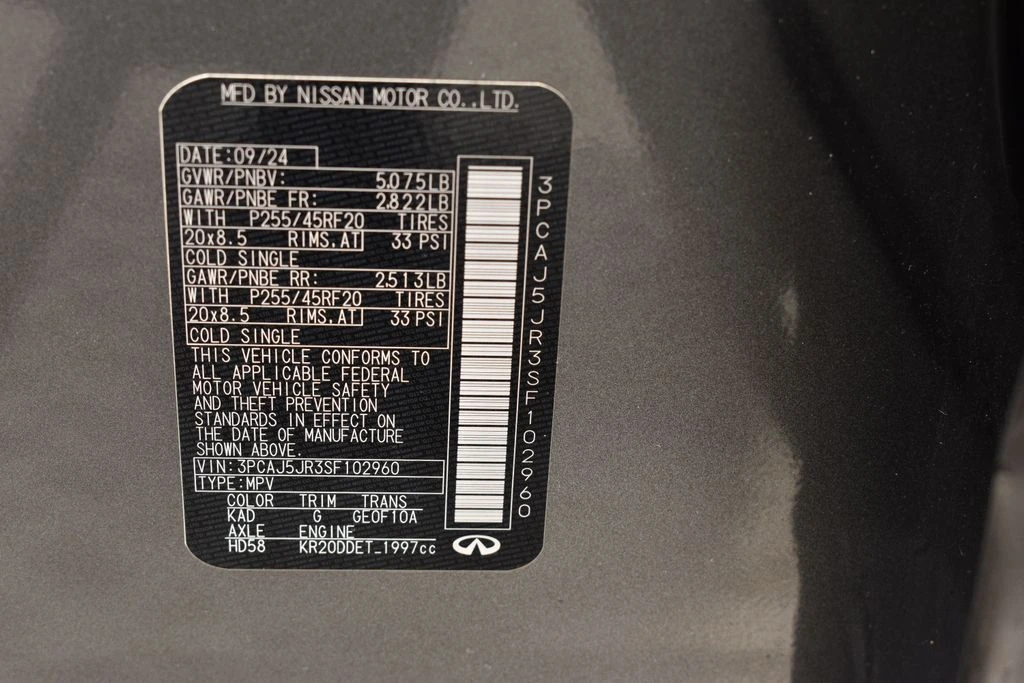 MFD BY NISSAN MOTOR CO.,LTD.
DATE:09/24
GVWR/PNBV: 5,075LB
GAWR/PNBE FR: 2,822LB
WITH P255/45RF20 TIRES
20x8.5 RIMS,AT 33 PSI
COLD SINGLE
GAWR/PNBE RR: 2,513LB
WITH P255/45RF20 TIRES
20x8.5 RIMS,AT 33 PSI
COLD SINGLE
THIS VEHICLE CONFORMS TO
ALL APPLICABLE FEDERAL
MOTOR VEHICLE SAFETY
AND THEFT PREVENTION
STANDARDS IN EFFECT ON
THE DATE OF MANUFACTURE
SHOWN ABOVE.
VIN:3PCAJ5JR3SF102960
TYPE:MPV
COLOR TRIM TRANS
KAD G GE0F10A
AXLE ENGINE
HD58 KR20DDET_1997cc
3PCAJ5JR3SF102960